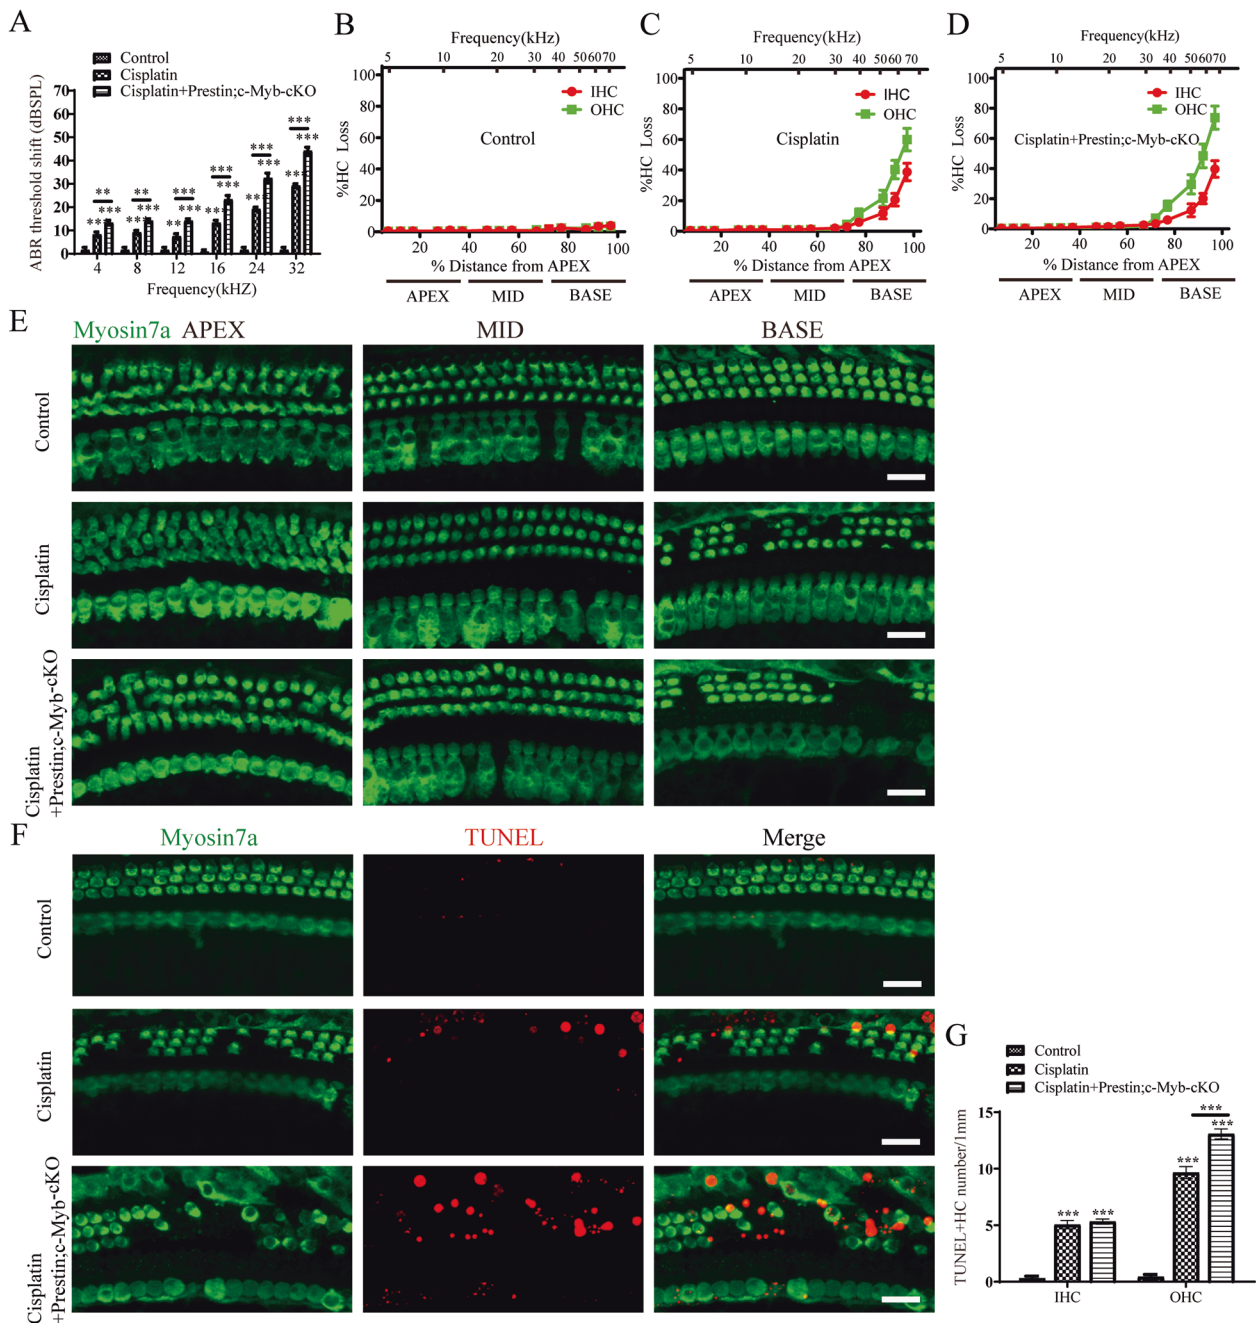 A
Control
Cisplatin
Cisplatin+Prestin;c-Myb-cKO
ABR threshold shift (dBSPL)
70
60
50
40
30
20
10
0
** *** ***
** *** ***
*** *** **
*** *** ***
*** *** ***
*** *** ***
4 8 12 16 24 32
Frequency(kHZ)
B
Frequency(kHz)
5 10 20 30 40 50 60 70
%HC Loss
100
80
60
40
20
0
IHC
OHC
Control
20 40 60 80 100
% Distance from APEX
APEX MID BASE
C
Frequency(kHz)
5 10 20 30 40 50 60 70
%HC Loss
100
80
60
40
20
0
IHC
OHC
Cisplatin
20 40 60 80 100
% Distance from APEX
APEX MID BASE
D
Frequency(kHz)
5 10 20 30 40 50 60 70
%HC Loss
100
80
60
40
20
0
IHC
OHC
Cisplatin+Prestin;c-Myb-cKO
20 40 60 80 100
% Distance from APEX
APEX MID BASE
E
Myosin7a APEX MID BASE
Control
Cisplatin
Cisplatin
+Prestin;c-Myb-cKO
F
Myosin7a TUNEL Merge
Control
Cisplatin
Cisplatin
+Prestin;c-Myb-cKO
G
Control
Cisplatin
Cisplatin+Prestin;c-Myb-cKO
TUNEL+HC number/1mm
15
10
5
0
*** ***
***
*** ***
IHC OHC